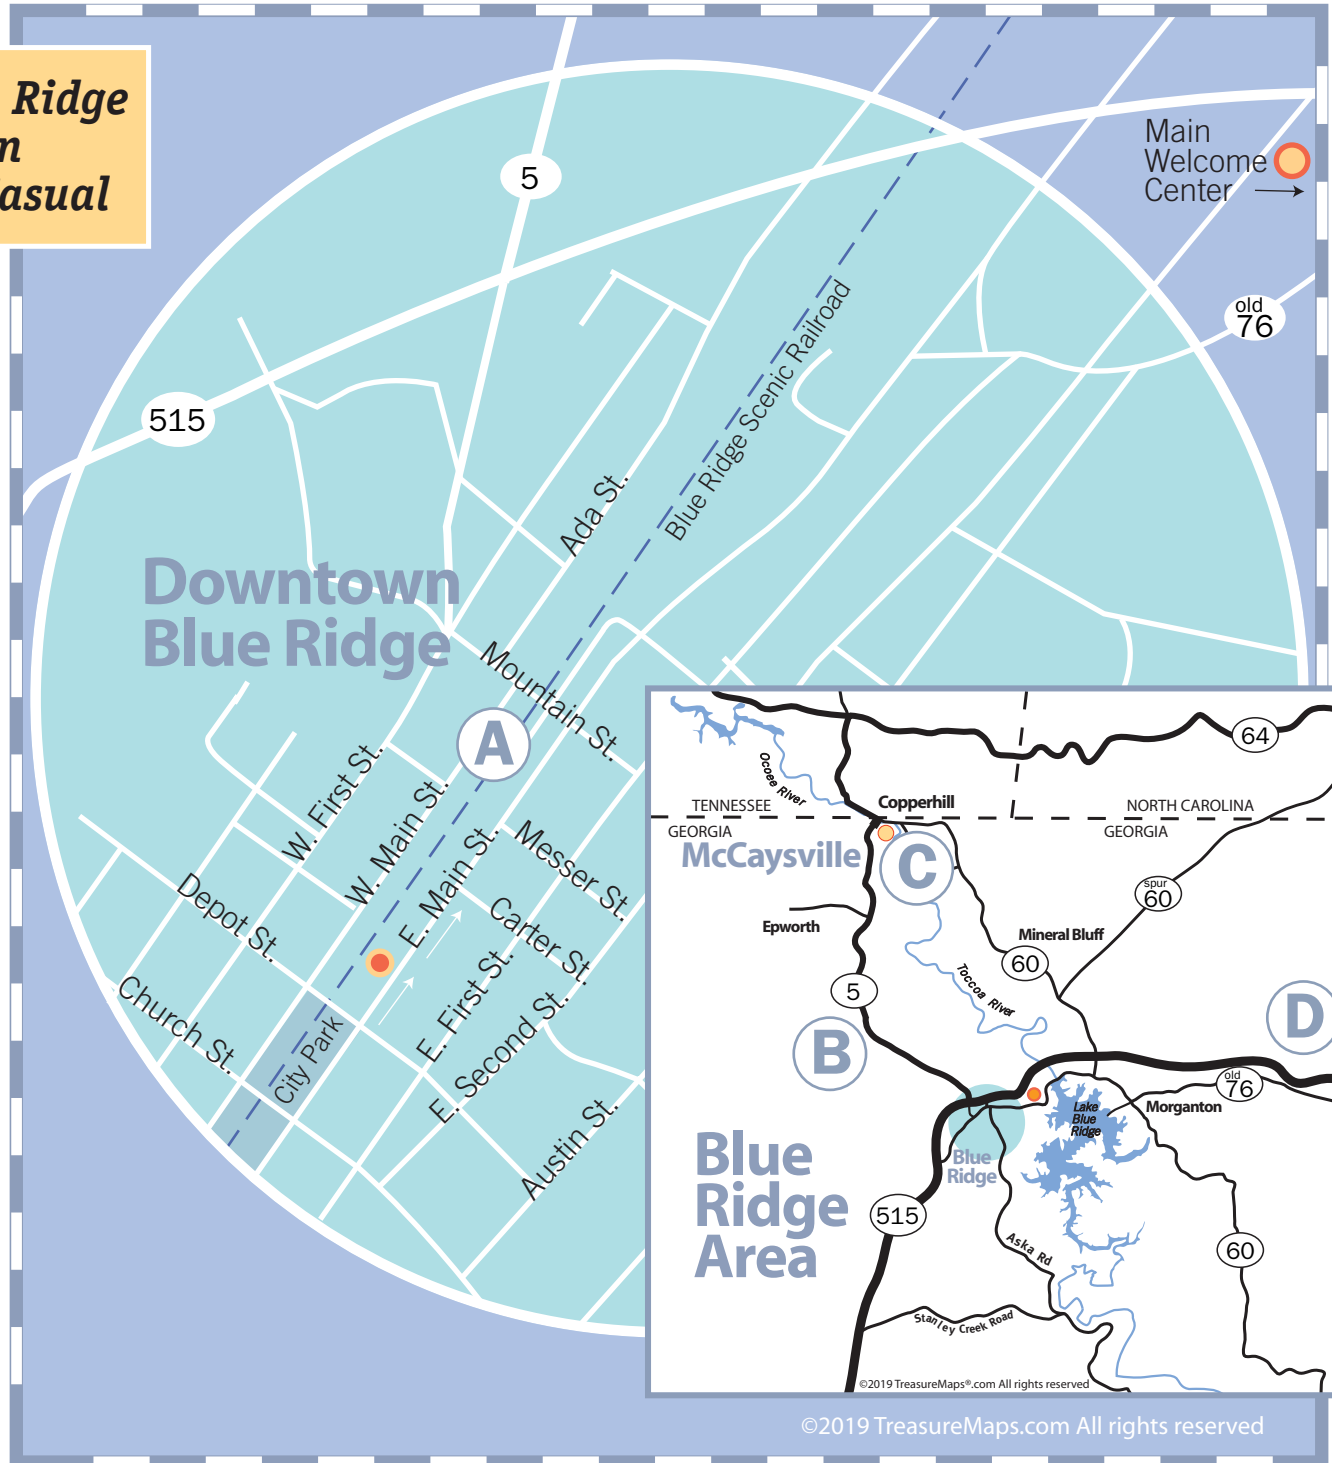 Ridge
n
asual
5
Main
Welcome
Center
old
76
515
Blue Ridge Scenic Railroad
Ada St.
Downtown
Blue Ridge
Mountain St.
A
W. First St.
W. Main St.
E. Main St.
Messer St.
Carter St.
Depot St.
Church St.
City Park
E. First St.
E. Second St.
Austin St.
64
Ocoee River
TENNESSEE
Copperhill
NORTH CAROLINA
GEORGIA
GEORGIA
McCaysville
C
spur
60
Epworth
Mineral Bluff
60
5
Toccoa River
B
D
old
76
Lake
Blue
Ridge
Morganton
Blue
Ridge
Area
Blue
Ridge
515
Aska Rd
60
Stanley Creek Road
©2019 TreasureMaps®.com All rights reserved
©2019 TreasureMaps.com All rights reserved